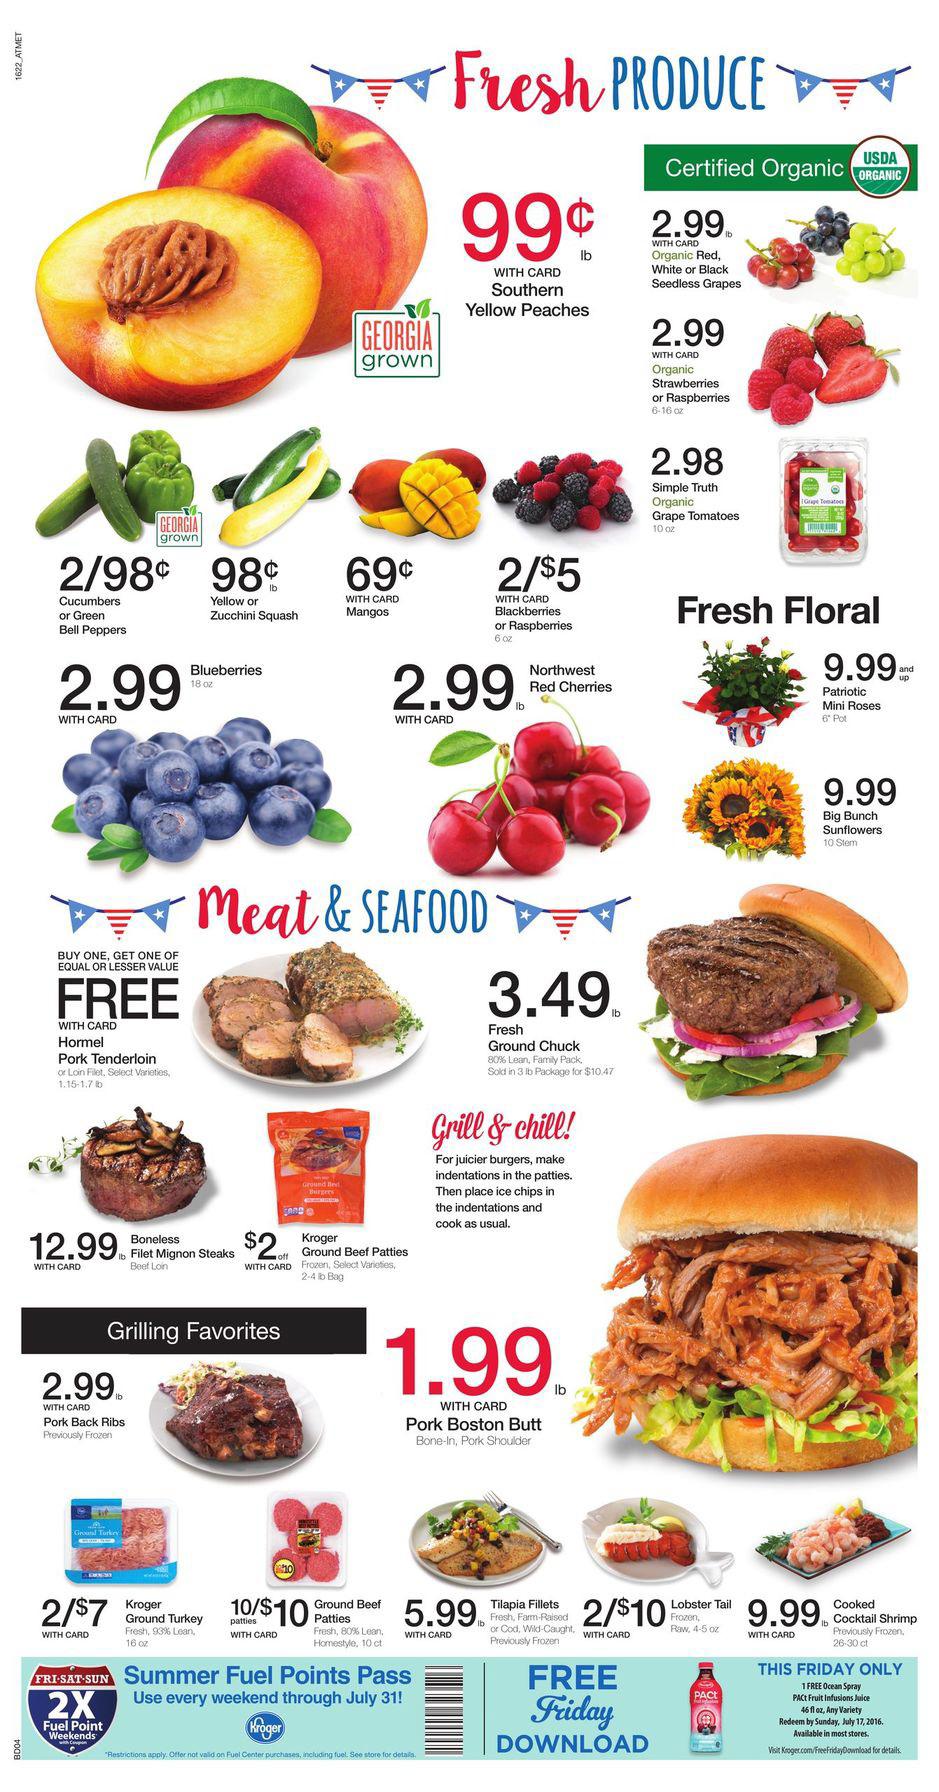 1622_ATMET
Fresh PRODUCE
99¢ lb
WITH CARD
Southern
Yellow Peaches
GEORGIA
grown
Certified Organic
USDA
ORGANIC
2.99 lb
WITH CARD
Organic Red,
White or Black
Seedless Grapes
2.99
WITH CARD
Organic
Strawberries
or Raspberries
6-16 oz
2.98
Simple Truth
Organic
Grape Tomatoes
10 oz
Grape Tomatoes
GEORGIA
grown
2/98¢
Cucumbers
or Green
Bell Peppers
98¢ lb
Yellow or
Zucchini Squash
69¢
WITH CARD
Mangos
2/$5
WITH CARD
Blackberries
or Raspberries
6 oz
2.99
WITH CARD
Blueberries
18 oz
2.99 lb
WITH CARD
Northwest
Red Cherries
Fresh Floral
9.99 and up
Patriotic
Mini Roses
6" Pot
9.99
Big Bunch
Sunflowers
10 Stem
Meat & SEAFOOD
BUY ONE, GET ONE OF
EQUAL OR LESSER VALUE
FREE
WITH CARD
Hormel
Pork Tenderloin
or Loin Filet, Select Varieties,
1.15-1.7 lb
3.49 lb
Fresh
Ground Chuck
80% Lean, Family Pack,
Sold in 3 lb Package for $10.47
Grill & chill!
For juicier burgers, make
indentations in the patties.
Then place ice chips in
the indentations and
cook as usual.
12.99 lb
WITH CARD
Boneless
Filet Mignon Steaks
Beef Loin
Ground Beef
Burgers
$2 off
WITH CARD
Kroger
Ground Beef Patties
Frozen, Select Varieties,
2-4 lb Bag
Grilling Favorites
2.99 lb
WITH CARD
Pork Back Ribs
Previously Frozen
1.99 lb
WITH CARD
Pork Boston Butt
Bone-In, Pork Shoulder
Ground Turkey
2/$7
WITH CARD
Kroger
Ground Turkey
Fresh, 93% Lean,
16 oz
10/$10
patties
WITH CARD
Ground Beef
Patties
Fresh, 80% Lean,
Homestyle, 10 ct
5.99 lb
WITH CARD
Tilapia Fillets
Fresh, Farm-Raised
or Cod, Wild-Caught,
Previously Frozen
2/$10
WITH CARD
Lobster Tail
Frozen,
Raw, 4-5 oz
9.99 lb
WITH CARD
Cooked
Cocktail Shrimp
Previously Frozen,
26-30 ct
BD04
FRI•SAT•SUN
2X
Fuel Point
Weekends
with Coupon
Summer Fuel Points Pass
Use every weekend through July 31!
Kroger
*Restrictions apply. Offer not valid on Fuel Center purchases, including fuel. See store for details.
FREE
Friday
DOWNLOAD
PACt
THIS FRIDAY ONLY
1 FREE Ocean Spray
PACt Fruit Infusions Juice
46 fl oz, Any Variety
Redeem by Sunday, July 17, 2016.
Available in most stores.
Visit Kroger.com/FreeFridayDownload for details.